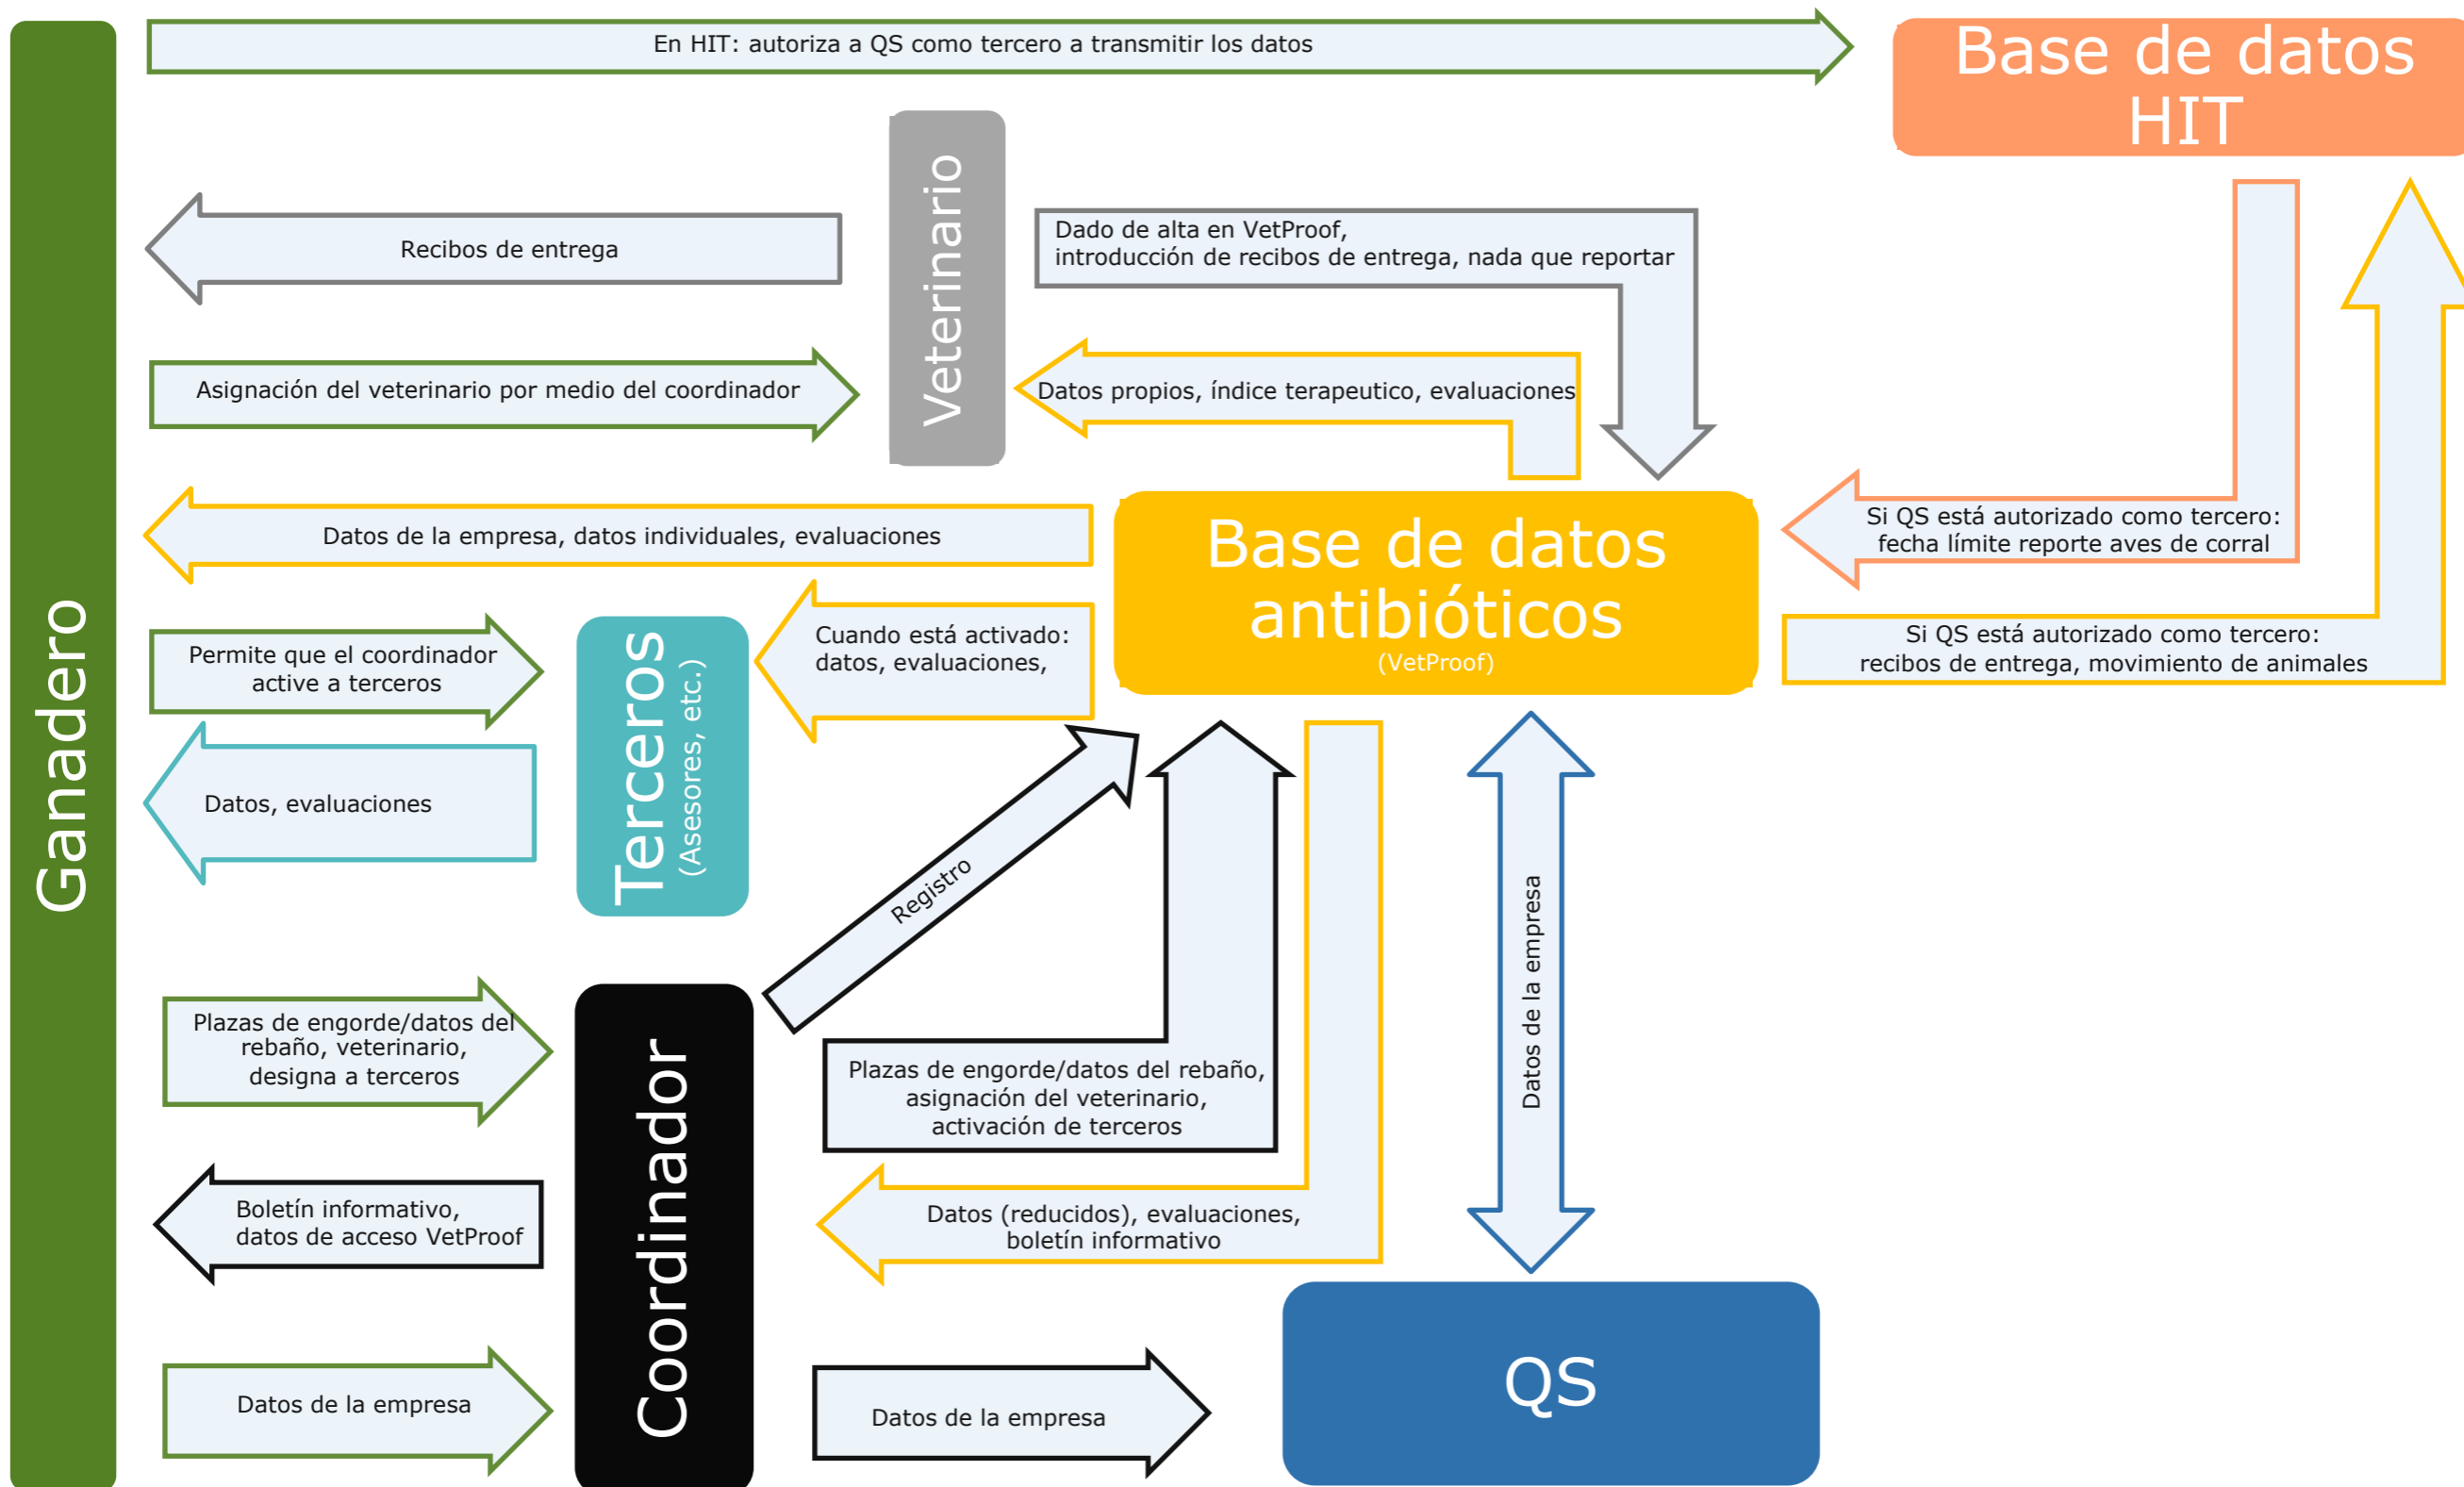 En HIT: autoriza a QS como tercero a transmitir los datos
Base de datos
HIT
Ganadero
Veterinario
Recibos de entrega
Dado de alta en VetProof,
introducción de recibos de entrega, nada que reportar
Asignación del veterinario por medio del coordinador
Datos propios, índice terapeutico, evaluaciones
Datos de la empresa, datos individuales, evaluaciones
Base de datos
antibióticos
(VetProof)
Si QS está autorizado como tercero:
fecha límite reporte aves de corral
Si QS está autorizado como tercero:
recibos de entrega, movimiento de animales
Permite que el coordinador
active a terceros
Terceros
(Asesores, etc.)
Cuando está activado:
datos, evaluaciones,
Datos, evaluaciones
Registro
Datos de la empresa
Plazas de engorde/datos del
rebaño, veterinario,
designa a terceros
Coordinador
Plazas de engorde/datos del rebaño,
asignación del veterinario,
activación de terceros
Boletín informativo,
datos de acceso VetProof
Datos (reducidos), evaluaciones,
boletín informativo
Datos de la empresa
Datos de la empresa
QS